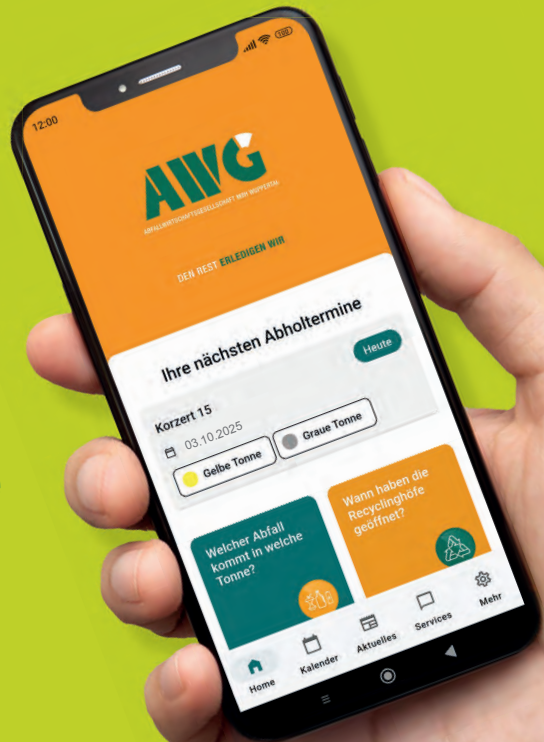 12:00
100
AWG
ABFALLWIRTSCHAFTSGESELLSCHAFT MBH WUPPERTAL
DEN REST ERLEDIGEN WIR
Ihre nächsten Abholtermine
Heute
Korzert 15
03.10.2025
Gelbe Tonne
Graue Tonne
Welcher Abfall
kommt in welche
Tonne?
Wann haben die
Recyclinghöfe
geöffnet?
Home
Kalender
Aktuelles
Services
Mehr